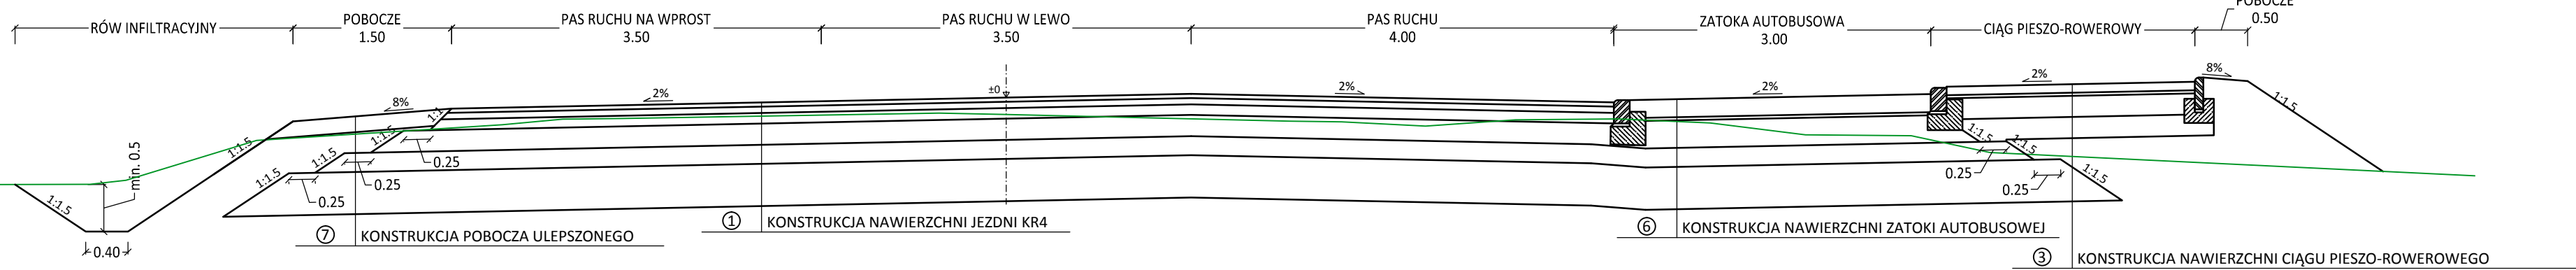 RÓW INFILTRACYJNY
POBOCZE
1.50
PAS RUCHU NA WPROST
3.50
PAS RUCHU W LEWO
3.50
PAS RUCHU
4.00
ZATOKA AUTOBUSOWA
3.00
CIĄG PIESZO-ROWEROWY
POBOCZE
0.50
8%
2%
±0
2%
2%
2%
8%
1:1.5
min. 0.5
0.40
1:1.5
1:1.5
1:1.5
1:1.5
1:1
0.25
0.25
0.25
1:1.5
1:1.5
1:1.5
1:1.5
0.25
0.25
7 KONSTRUKCJA POBOCZA ULEPSZONEGO
1 KONSTRUKCJA NAWIERZCHNI JEZDNI KR4
6 KONSTRUKCJA NAWIERZCHNI ZATOKI AUTOBUSOWEJ
3 KONSTRUKCJA NAWIERZCHNI CIĄGU PIESZO-ROWEROWEGO